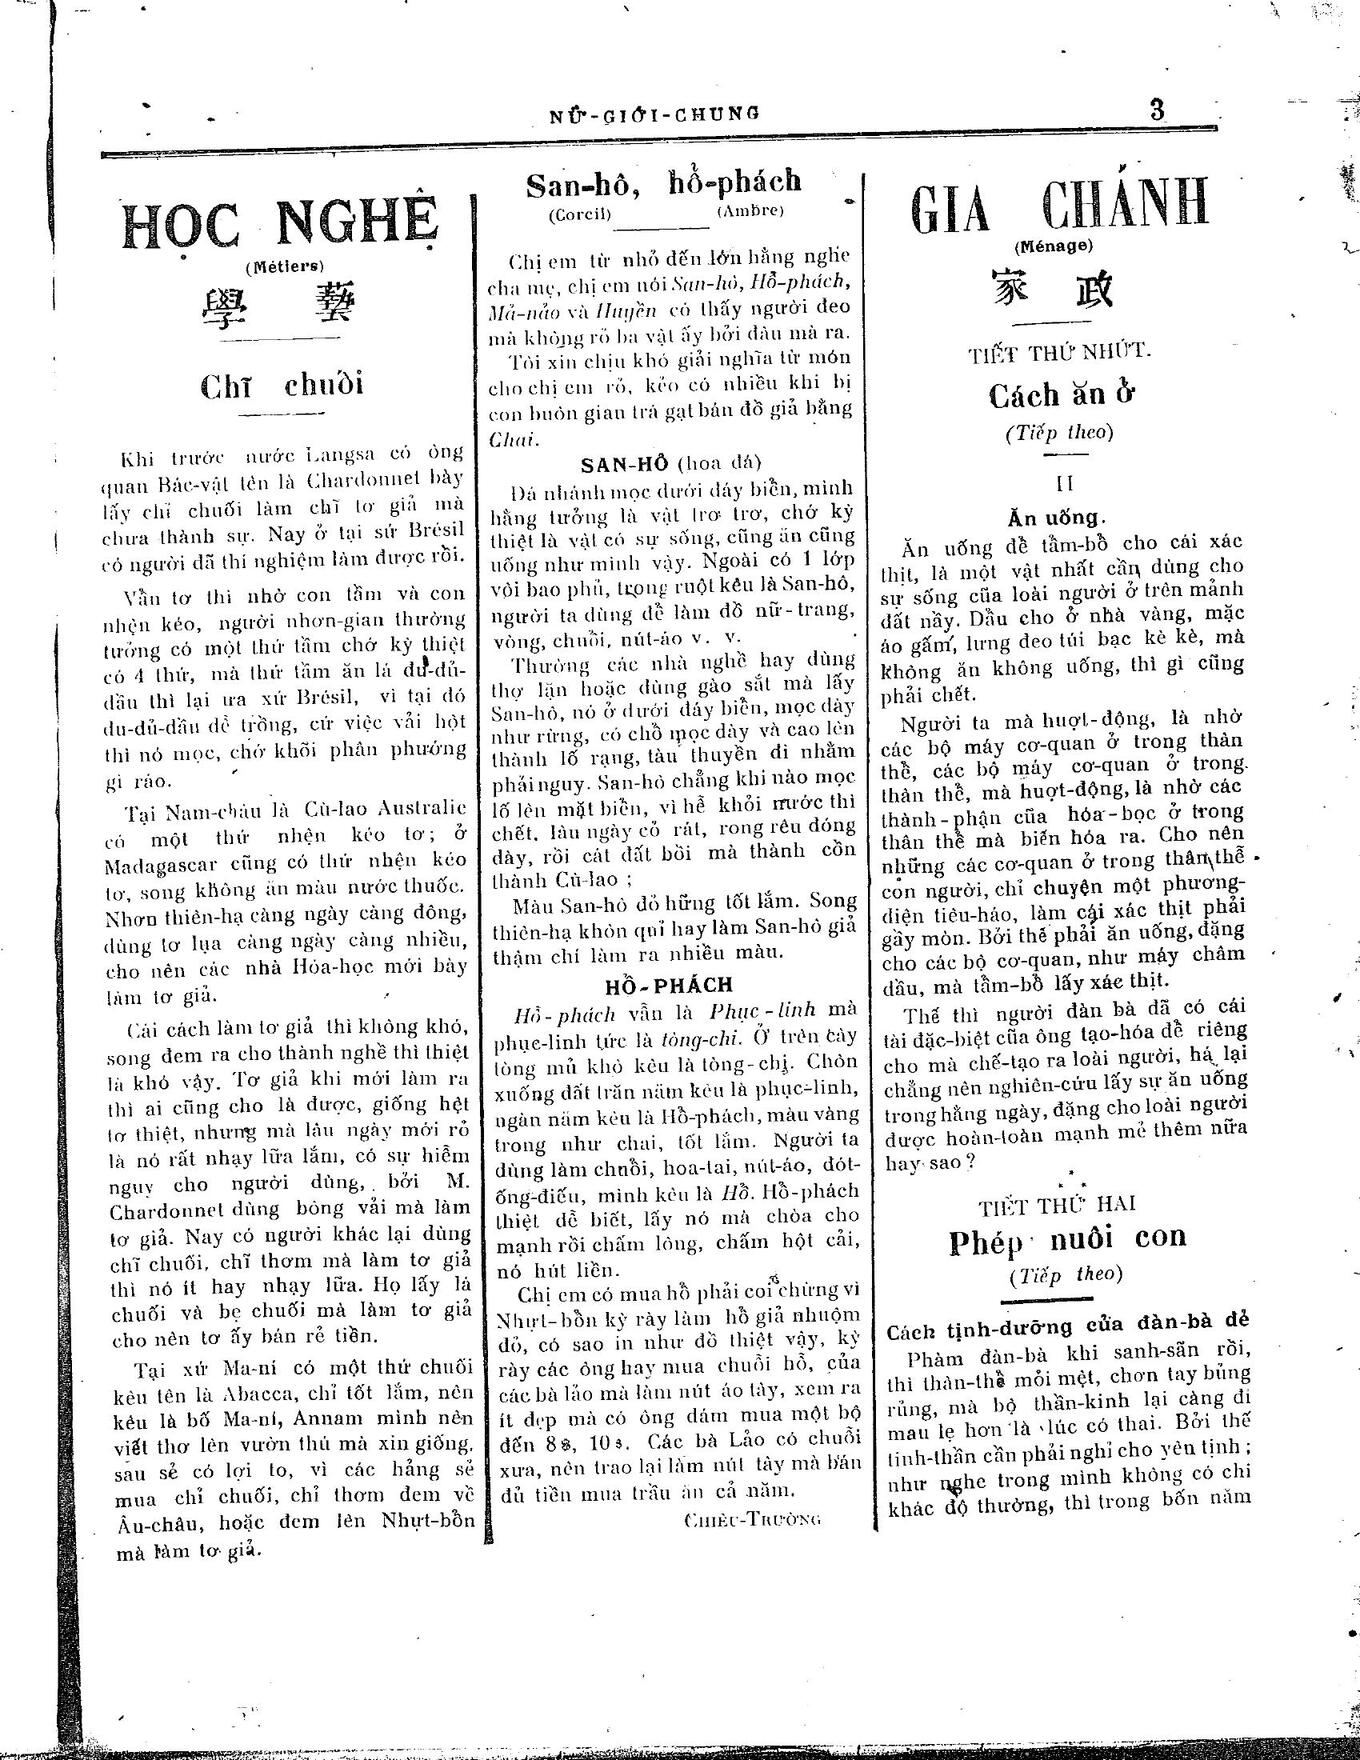 NỮ-GIỚI-CHUNG
3
HỌC NGHỆ
(Métiers)
學 藝
Chĩ chuối
Khi trước nước Langsa có ông
quan Bác-vật tên là Chardonnet bày
lấy chỉ chuối làm chĩ tơ giả mà
chưa thành sự. Nay ở tại sứ Brésil
có người đã thí nghiệm làm được rồi.
Vẫn tơ thì nhờ con tằm và con
nhện kéo, người nhơn-gian thường
tưởng có một thứ tằm chớ kỳ thiệt
có 4 thứ, mà thứ tằm ăn lá đu-đủ-
dầu thì lại ưa xứ Brésil, vì tại đó
đu-đủ-dầu dễ trồng, cứ việc vải hột
thì nó mọc, chớ khỏi phân phướng
gì ráo.
Tại Nam-châu là Cù-lao Australie
có một thứ nhện kéo tơ; ở
Madagascar cũng có thứ nhện kéo
tơ, song không ăn màu nước thuốc.
Nhơn thiên-hạ càng ngày càng đông,
dùng tơ lụa càng ngày càng nhiều,
cho nên các nhà Hóa-học mới bày
làm tơ giả.
Cái cách làm tơ giả thì không khó,
song đem ra cho thành nghề thì thiệt
là khó vậy. Tơ giả khi mới làm ra
thì ai cũng cho là được, giống hệt
tơ thiệt, nhưng mà lâu ngày mới rỏ
là nó rất nhạy lữa lắm, có sự hiểm
nguy cho người dùng, bởi M.
Chardonnet dùng bông vải mà làm
tơ giả. Nay có người khác lại dùng
chĩ chuối, chĩ thơm mà làm tơ giả
thì nó ít hay nhạy lữa. Họ lấy lá
chuối và bẹ chuối mà làm tơ giả
cho nên tơ ấy bán rẻ tiền.
Tại xứ Ma-ní có một thứ chuối
kêu tên là Abacca, chỉ tốt lắm, nên
kêu là bố Ma-ní, Annam mình nên
viết thơ lên vườn thú mà xin giống,
sau sẻ có lợi to, vì các hảng sẻ
mua chỉ chuối, chỉ thơm đem về
Âu-châu, hoặc đem lên Nhựt-bổn
mà làm tơ giả.
San-hô, hổ-phách
(Corcil) (Ambre)
Chị em từ nhỏ đến lớn hằng nghe
cha mẹ, chị em nói San-hô, Hổ-phách,
Mả-nảo và Huyền có thấy người đeo
mà không rỏ ba vật ấy bởi đâu mà ra.
Tôi xin chịu khó giải nghĩa từ món
cho chị em rỏ, kẻo có nhiều khi bị
con buôn gian trá gạt bán đồ giả bằng
Chai.
SAN-HÔ (hoa đá)
Đá nhánh mọc dưới đáy biển, mình
hằng tưởng là vật trơ trơ, chớ kỳ
thiệt là vật có sự sống, cũng ăn cũng
uống như mình vậy. Ngoài có 1 lớp
vôi bao phủ, trong ruột kêu là San-hô,
người ta dùng để làm đồ nữ-trang,
vòng, chuỗi, nút-áo v. v.
Thường các nhà nghề hay dùng
thợ lặn hoặc dùng gào sắt mà lấy
San-hô, nó ở dưới đáy biển, mọc dày
như rừng, có chỗ mọc dày và cao lên
thành lố rạng, tàu thuyền đi nhằm
phải nguy. San-hô chẳng khi nào mọc
lố lên mặt biển, vì hễ khỏi nước thì
chết, lâu ngày cỏ rát, rong rêu đóng
dày, rồi cát đất bồi mà thành cồn
thành Cù-lao ;
Màu San-hô đỏ hững tốt lắm. Song
thiên-hạ khôn quỉ hay làm San-hô giả
thậm chí làm ra nhiều màu.
HỔ-PHÁCH
Hổ-phách vẫn là Phục-linh mà
phục-linh tức là tòng-chi. Ở trên cây
tòng mủ khô kêu là tòng-chi. Chôn
xuống đất trăn năm kêu là phục-linh,
ngàn năm kêu là Hổ-phách, màu vàng
trong như chai, tốt lắm. Người ta
dùng làm chuỗi, hoa-tai, nút-áo, đót-
ống-điếu, mình kêu là Hổ. Hổ-phách
thiệt dễ biết, lấy nó mà chòa cho
mạnh rồi chấm lông, chấm hột cải,
nó hút liền.
Chị em có mua hổ phải coi chừng vì
Nhựt-bổn kỳ rày làm hổ giả nhuộm
đỏ, có sao in như đồ thiệt vậy, kỳ
rày các ông hay mua chuỗi hổ, của
các bà lảo mà làm nút áo tây, xem ra
ít đẹp mà có ông dám mua một bộ
đến 8$, 10$. Các bà Lảo có chuỗi
xưa, nên trao lại làm nút tây mà bán
đủ tiền mua trầu ăn cả năm.
CHIÊU-TRƯỜNG
GIA CHÁNH
(Ménage)
家 政
TIẾT THỨ NHỨT.
Cách ăn ở
(Tiếp theo)
II
Ăn uống.
Ăn uống để tằm-bổ cho cái xác
thịt, là một vật nhất cần dùng cho
sự sống của loài người ở trên mảnh
đất nầy. Dầu cho ở nhà vàng, mặc
áo gấm, lưng đeo túi bạc kè kè, mà
không ăn không uống, thì gì cũng
phải chết.
Người ta mà huợt-động, là nhờ
các bộ máy cơ-quan ở trong thân
thể, các bộ máy cơ-quan ở trong
thân thể, mà huợt-động, là nhờ các
thành-phận của hóa-học ở trong
thân thể mà biến hóa ra. Cho nên
những các cơ-quan ở trong thân thể
con người, chỉ chuyện một phương-
diện tiêu-háo, làm cái xác thịt phải
gầy mòn. Bởi thế phải ăn uống, đặng
cho các bộ cơ-quan, như máy châm
dầu, mà tằm-bổ lấy xác thịt.
Thế thì người đàn bà đã có cái
tài đặc-biệt của ông tạo-hóa để riêng
cho mà chế-tạo ra loài người, há lại
chẳng nên nghiên-cứu lấy sự ăn uống
trong hằng ngày, đặng cho loài người
được hoàn-toàn mạnh mẻ thêm nữa
hay sao ?
TIẾT THỨ HAI
Phép nuôi con
(Tiếp theo)
Cách tịnh-dưỡng của đàn-bà đẻ
Phàm đàn-bà khi sanh-sẵn rồi,
thì thân-thể mỏi mệt, chơn tay bủng
rủng, mà bộ thần-kinh lại càng đi
mau lẹ hơn là lúc có thai. Bởi thế
tinh-thần cần phải nghỉ cho yên tịnh ;
như nghe trong mình không có chi
khác độ thường, thì trong bốn năm